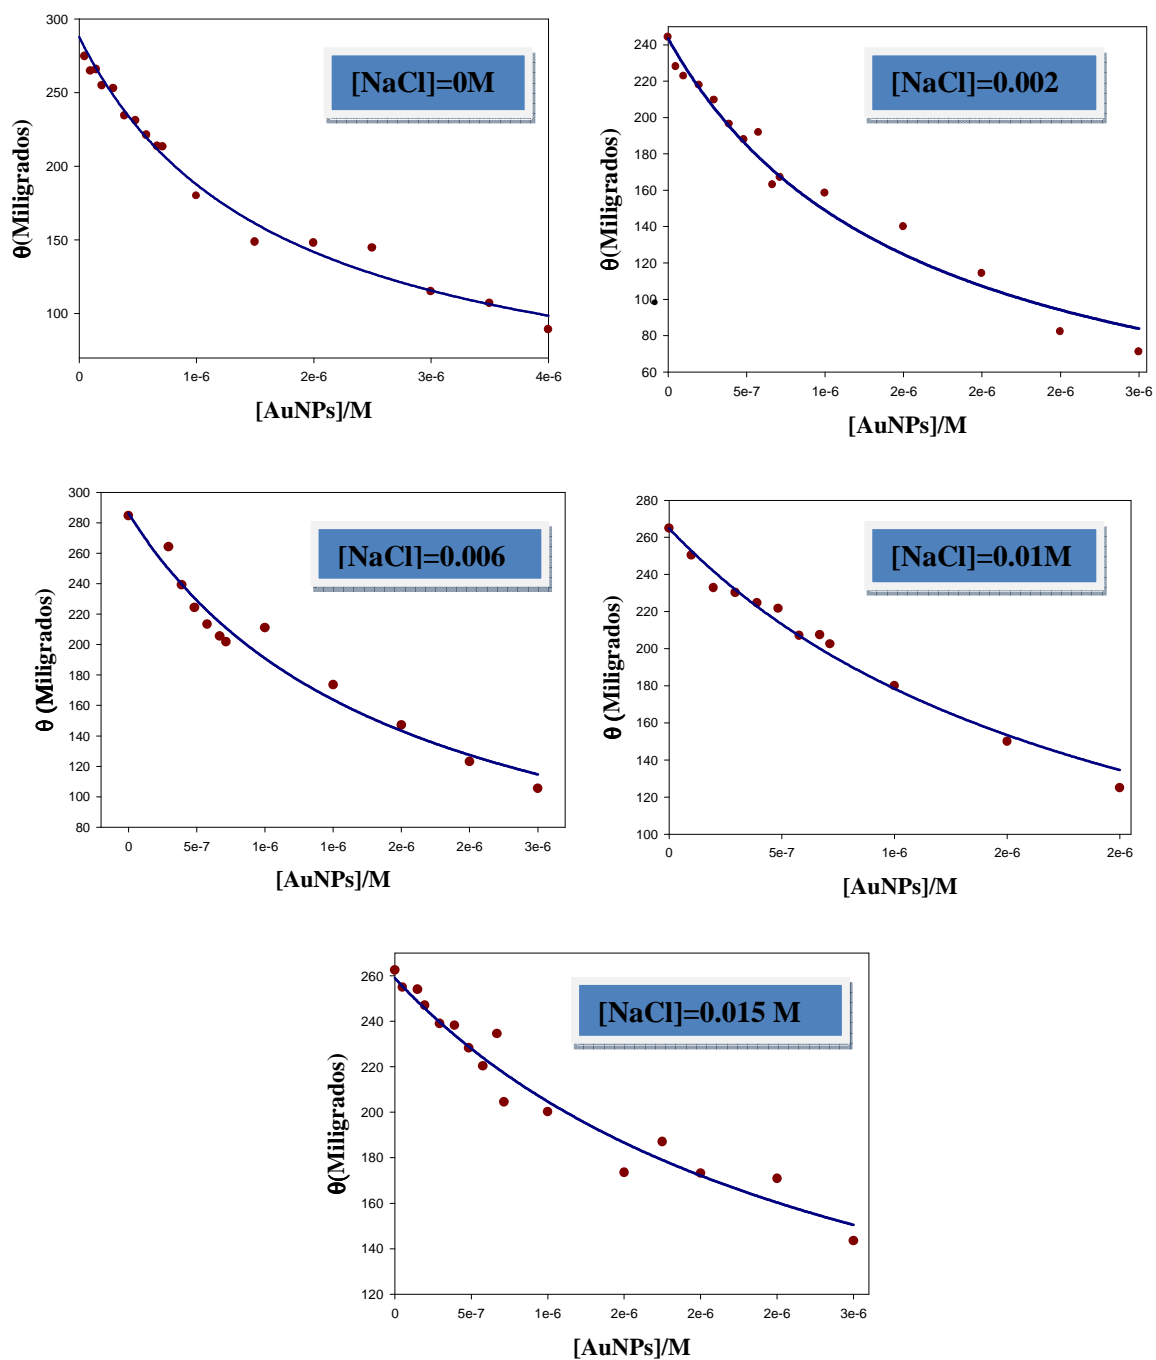 300
[NaCl]=0M
250
200
150
100
θ(Miligrados)
0 1e-6 2e-6 3e-6 4e-6
[AuNPs]/M
240
[NaCl]=0.002
220
200
180
160
140
120
100
80
60
θ(Miligrados)
0 5e-7 1e-6 2e-6 2e-6 2e-6 3e-6
[AuNPs]/M
300
280
[NaCl]=0.006
260
240
220
200
180
160
140
120
100
80
θ (Miligrados)
0 5e-7 1e-6 1e-6 2e-6 2e-6 3e-6
[AuNPs]/M
280
[NaCl]=0.01M
260
240
220
200
180
160
140
120
100
θ (Miligrados)
0 5e-7 1e-6 2e-6 2e-6
[AuNPs]/M
260
[NaCl]=0.015 M
240
220
200
180
160
140
120
θ(Miligrados)
0 5e-7 1e-6 2e-6 2e-6 2e-6 3e-6
[AuNPs]/M